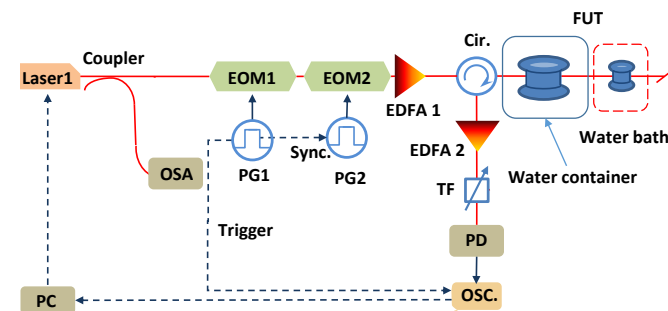 FUT
Cir.
Coupler
Laser1
EOM1
EOM2
EDFA 1
Water bath
EDFA 2
Sync.
PG1
PG2
OSA
TF
Water container
Trigger
PD
PC
OSC.